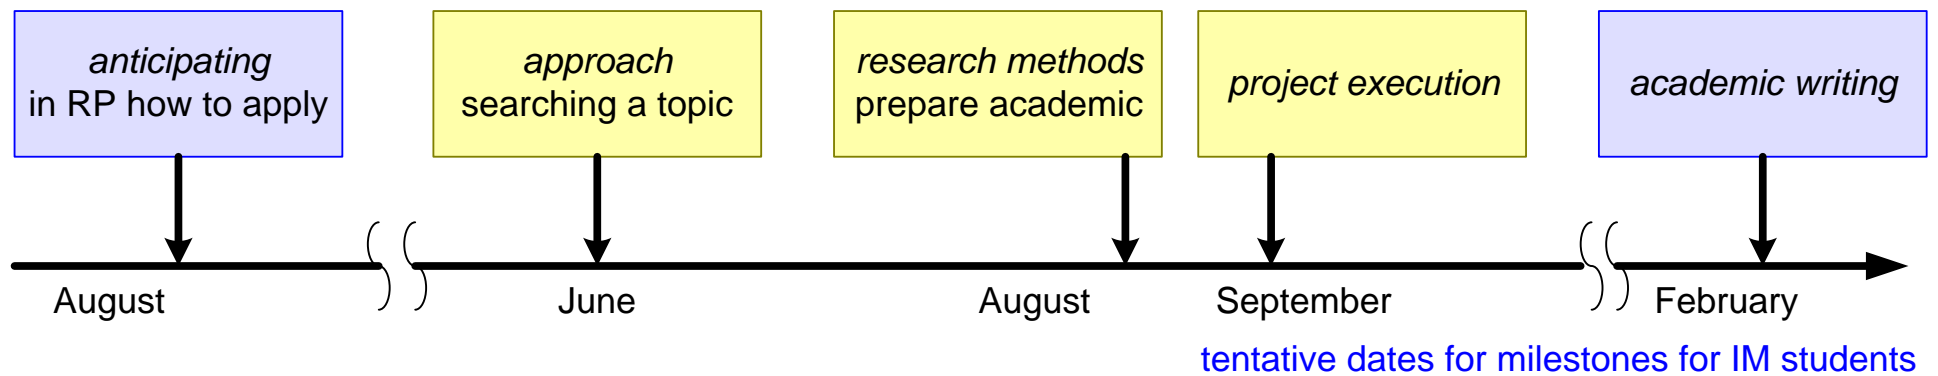 anticipating
in RP how to apply
approach
searching a topic
research methods
prepare academic
project execution
academic writing
August
June
August
September
February
tentative dates for milestones for IM students